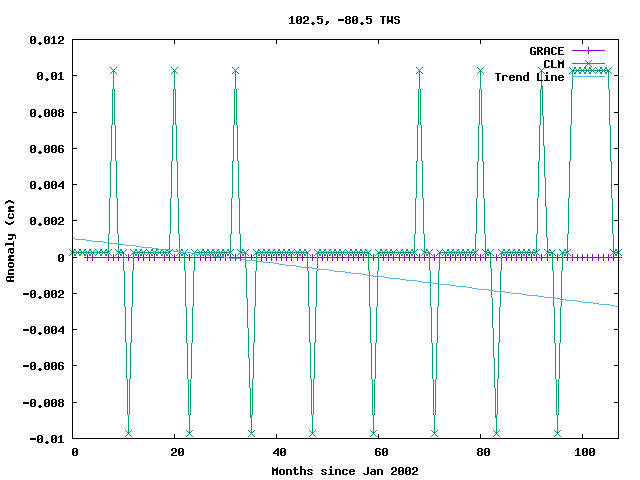 102.5, -80.5 TWS
0.012
0.01
0.008
0.006
0.004
0.002
0
-0.002
-0.004
-0.006
-0.008
-0.01
Anomaly (cm)
GRACE
CLM
Trend Line
0 20 40 60 80 100
Months since Jan 2002